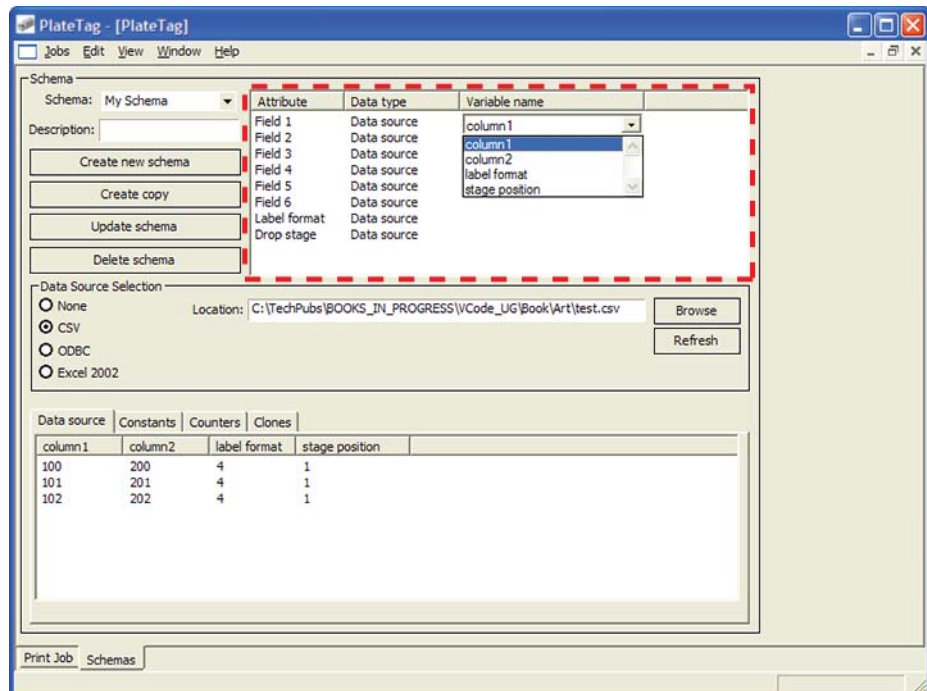 PlateTag - [PlateTag]
Jobs Edit View Window Help
Schema
Schema: My Schema
Description:
Create new schema
Create copy
Update schema
Delete schema
Attribute Data type Variable name
Field 1 Data source column1
Field 2 Data source column1
Field 3 Data source column2
Field 4 Data source label format
Field 5 Data source stage position
Field 6 Data source
Label format Data source
Drop stage Data source
Data Source Selection
None
CSV
ODBC
Excel 2002
Location: C:\TechPubs\BOOKS_IN_PROGRESS\VCode_UG\Book\Art\test.csv
Browse
Refresh
Data source Constants Counters Clones
column1 column2 label format stage position
100 200 4 1
101 201 4 1
102 202 4 1
Print Job Schemas